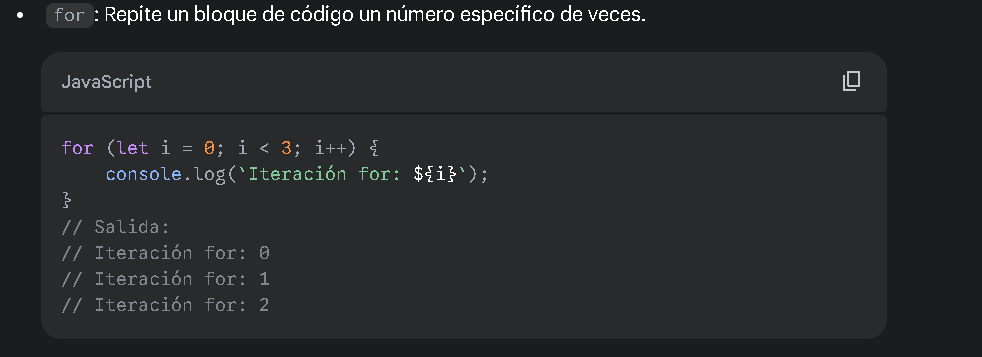 • for: Repite un bloque de código un número específico de veces.
JavaScript
for (let i = 0; i < 3; i++) {
    console.log(`Iteración for: ${i}`);
}
// Salida:
// Iteración for: 0
// Iteración for: 1
// Iteración for: 2